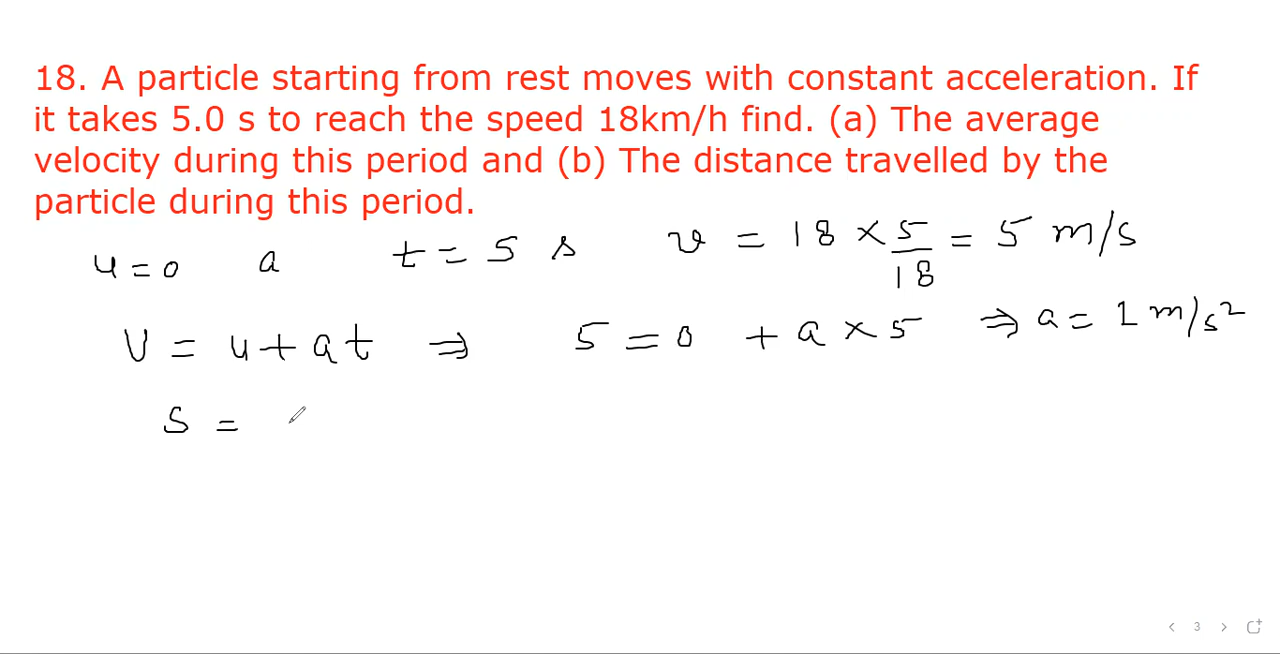 18. A particle starting from rest moves with constant acceleration. If
it takes 5.0 s to reach the speed 18km/h find. (a) The average
velocity during this period and (b) The distance travelled by the
particle during this period.
u = 0 a t = 5 s v = 18 × 5/18 = 5 m/s
V = u + at ⇒ 5 = 0 + a × 5 ⇒ a = 1 m/s²
S =
< 3 >